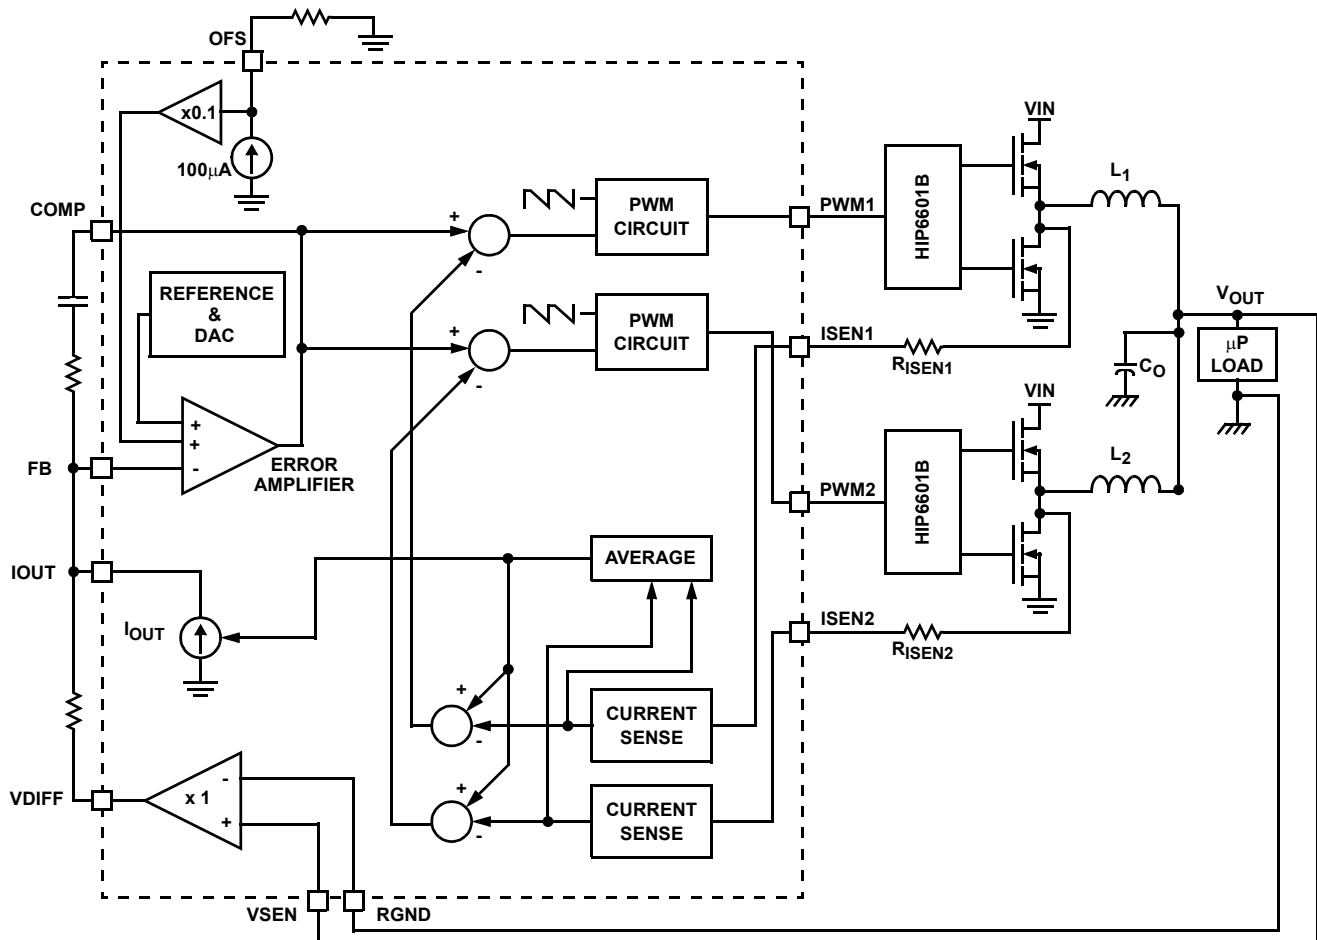 OFS
x0.1
100μA
VIN
L1
COMP
PWM
CIRCUIT
+
-
PWM1
HIP6601B
REFERENCE
&
DAC
PWM
CIRCUIT
+
-
ISEN1
RISEN1
VOUT
μP
LOAD
CO
VIN
+
+
-
ERROR
AMPLIFIER
FB
L2
PWM2
HIP6601B
IOUT
AVERAGE
IOUT
ISEN2
RISEN2
+
-
CURRENT
SENSE
VDIFF
x 1
-
+
+
-
CURRENT
SENSE
VSEN
RGND